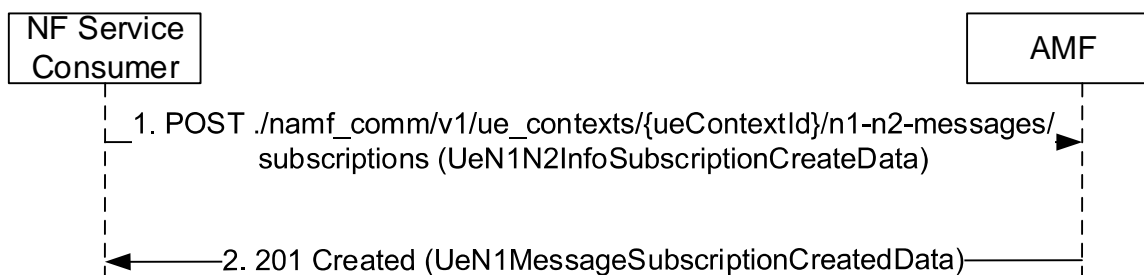 NF Service
Consumer
AMF
1. POST ./namf_comm/v1/ue_contexts/{ueContextId}/n1-n2-messages/
subscriptions (UeN1N2InfoSubscriptionCreateData)
2. 201 Created (UeN1MessageSubscriptionCreatedData)